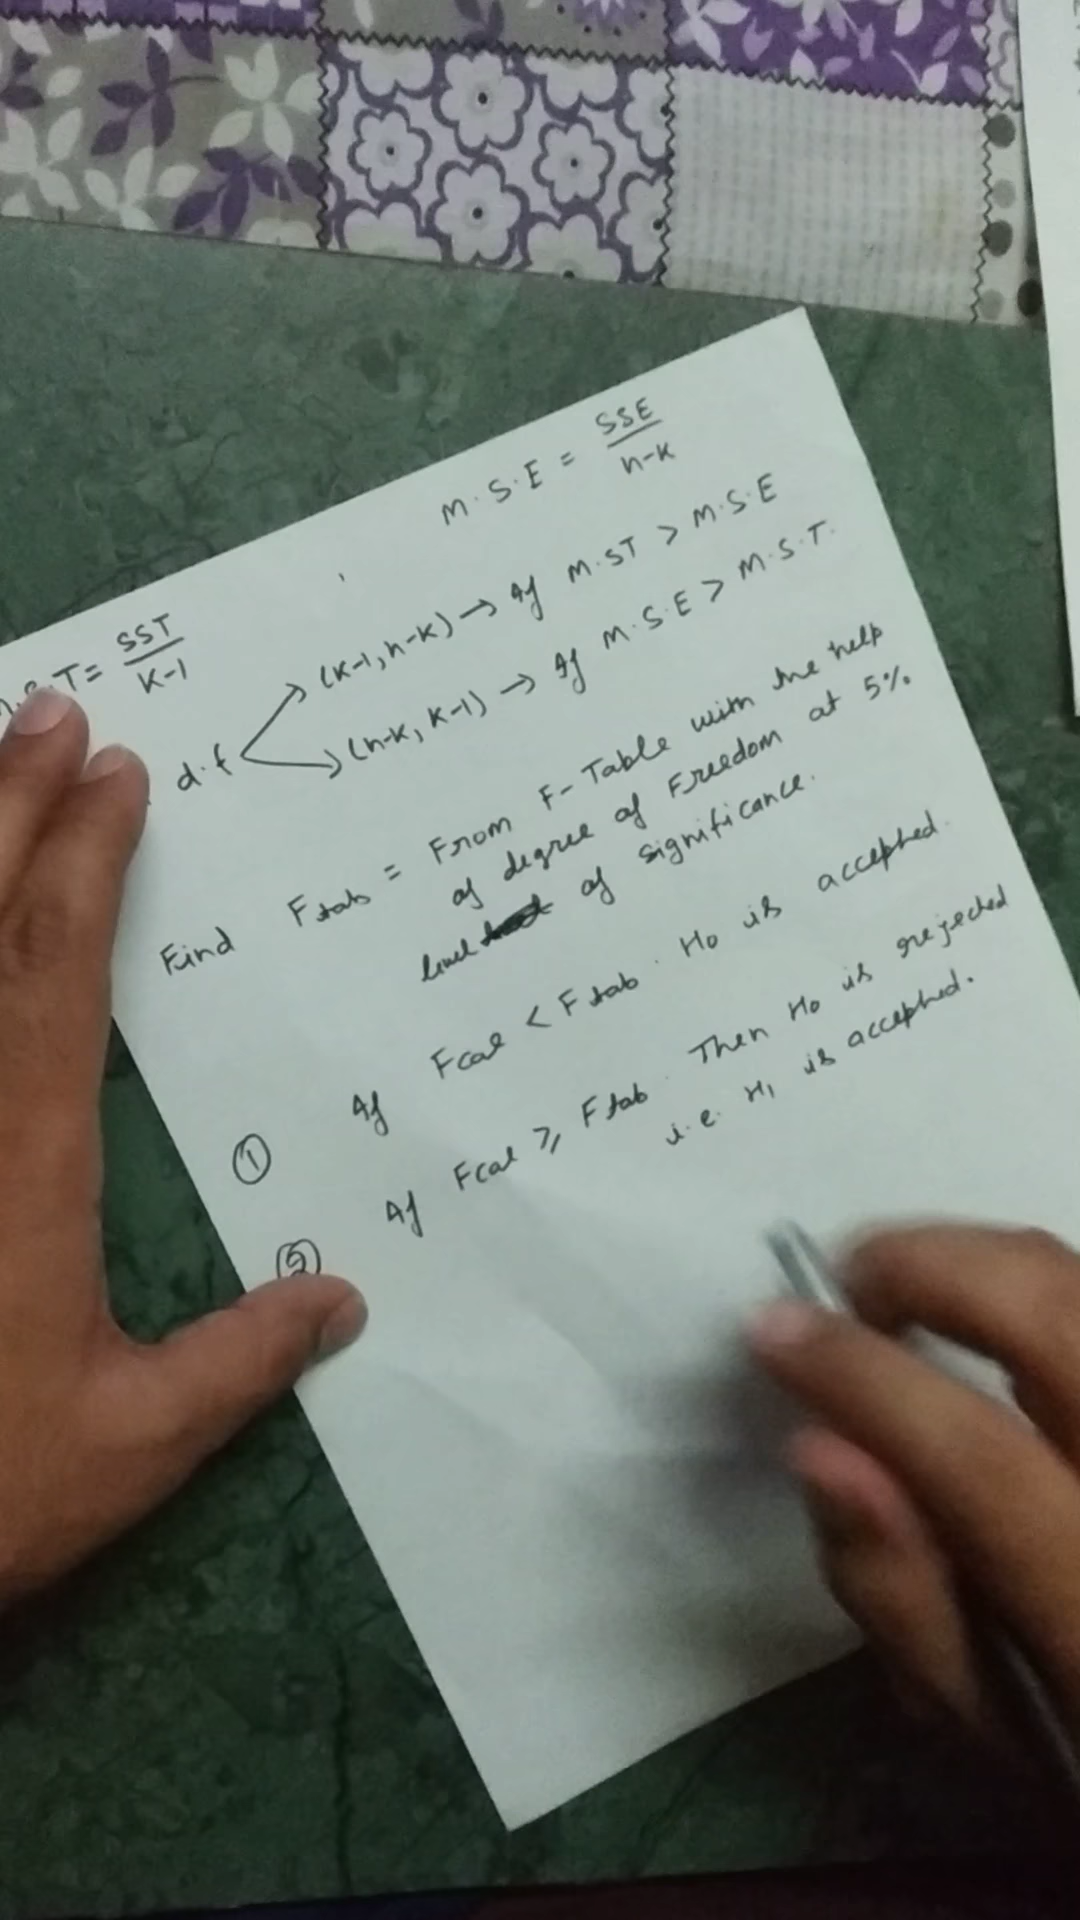 M.S.E = SSE/n-k
M.S.T = SST/K-1
d.f → (K-1, n-K) → If M.ST > M.S.E
→ (n-K, K-1) → If M.S.E > M.S.T.
Find Ftab = From F-Table with the help
of degree of Freedom at 5%
level of significance.
① If Fcal < Ftab. H₀ is accepted.
② If Fcal ≥ Ftab. Then H₀ is rejected
i.e. H₁ is accepted.